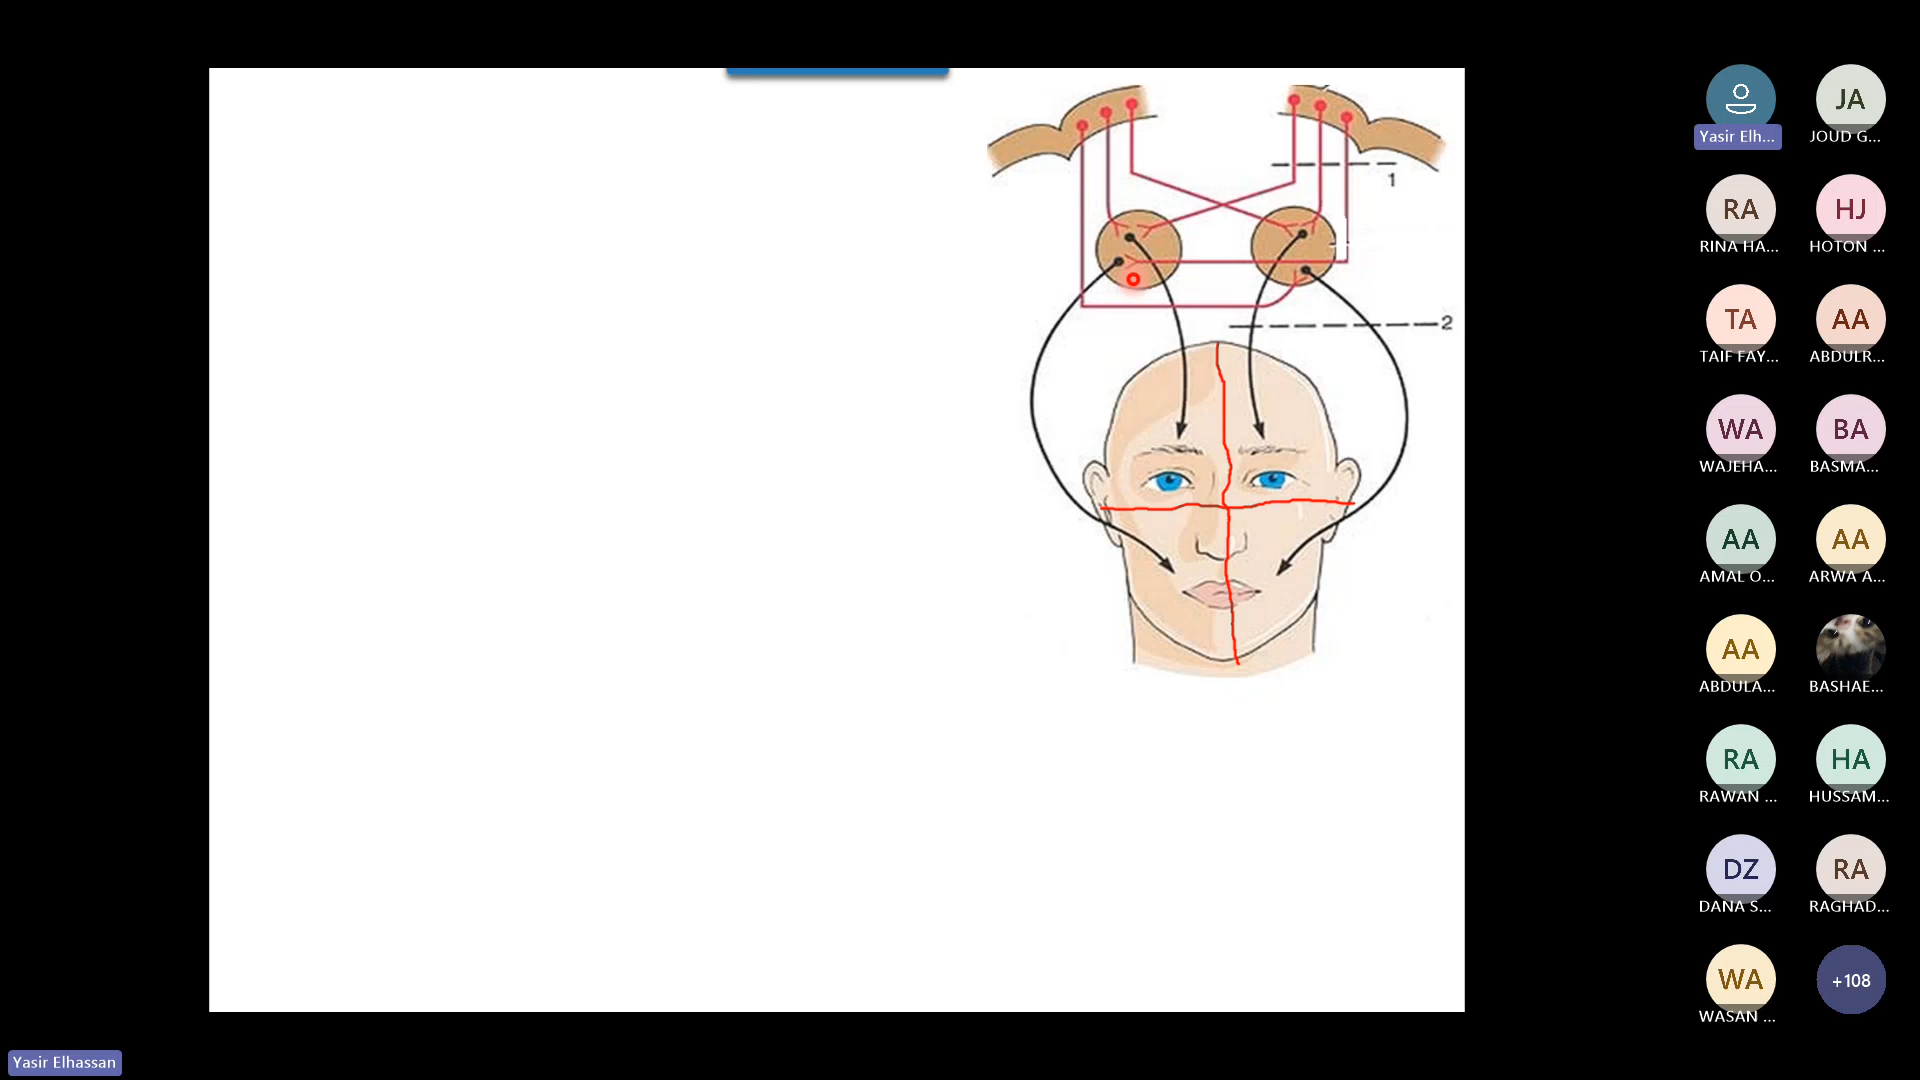 1
2
Yasir Elh...
JA
JOUD G...
RA
RINA HA...
HJ
HOTON ...
TA
TAIF FAY...
AA
ABDULR...
WA
WAJEHA...
BA
BASMA...
AA
AMAL O...
AA
ARWA A...
AA
ABDULA...
BASHAE...
RA
RAWAN ...
HA
HUSSAM...
DZ
DANA S...
RA
RAGHAD...
WA
WASAN ...
+108
Yasir Elhassan